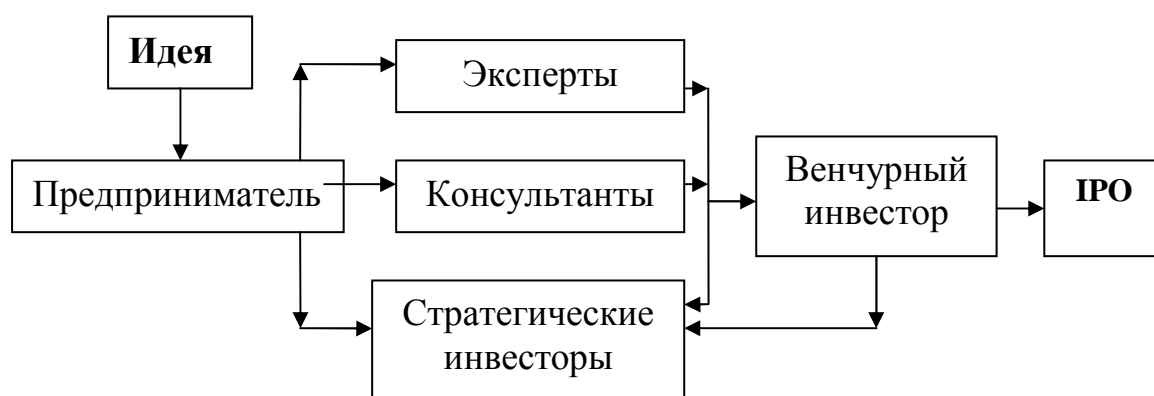 Идея
Эксперты
Предприниматель
Консультанты
Венчурный
инвестор
IPO
Стратегические
инвесторы